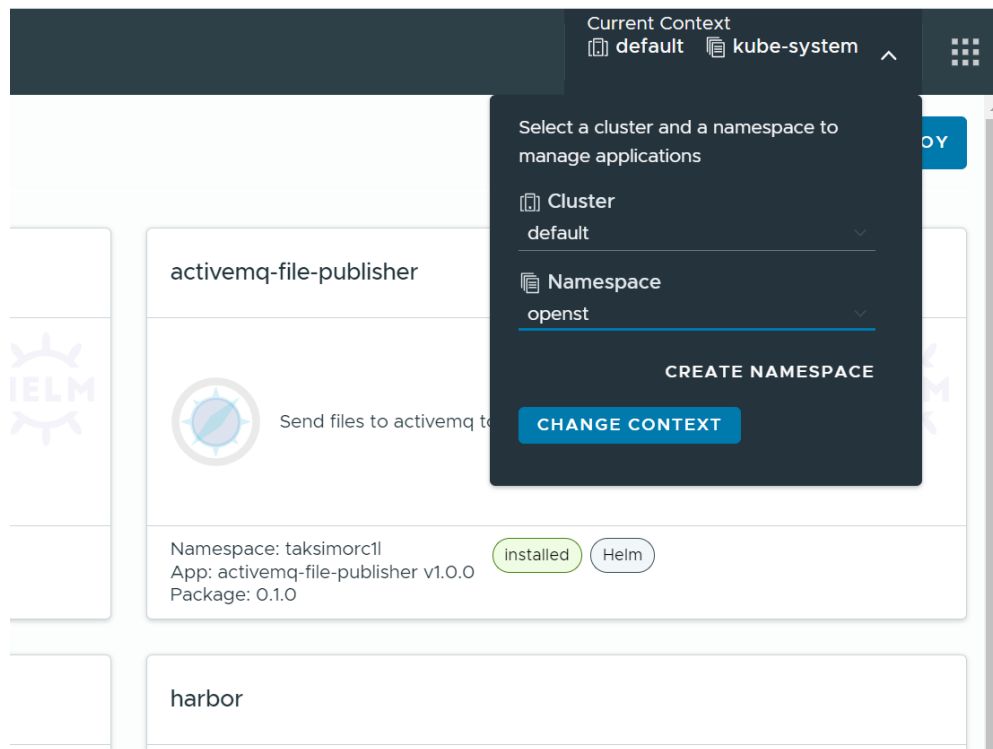 Current Context
default kube-system
Select a cluster and a namespace to
manage applications
OY
Cluster
default
Namespace
openst
CREATE NAMESPACE
CHANGE CONTEXT
activemq-file-publisher
HELM
Send files to activemq to
Namespace: taksimorc1l
App: activemq-file-publisher v1.0.0
Package: 0.1.0
installed Helm
harbor